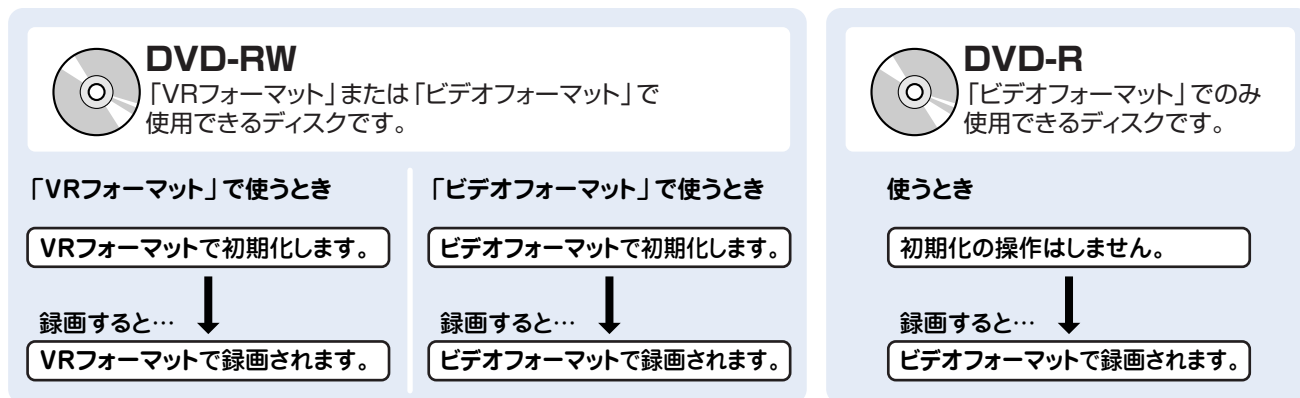 DVD-RW
「VRフォーマット」または「ビデオフォーマット」で
使用できるディスクです。
「VRフォーマット」で使うとき
VRフォーマットで初期化します。
録画すると…
VRフォーマットで録画されます。
「ビデオフォーマット」で使うとき
ビデオフォーマットで初期化します。
録画すると…
ビデオフォーマットで録画されます。
DVD-R
「ビデオフォーマット」でのみ
使用できるディスクです。
使うとき
初期化の操作はしません。
録画すると…
ビデオフォーマットで録画されます。